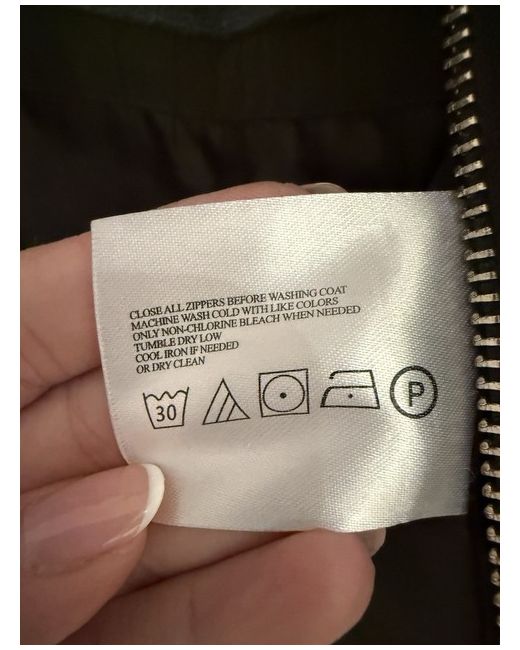 CLOSE ALL ZIPPERS BEFORE WASHING COAT
MACHINE WASH COLD WITH LIKE COLORS
ONLY NON-CHLORINE BLEACH WHEN NEEDED
TUMBLE DRY LOW
COOL IRON IF NEEDED
OR DRY CLEAN
30 P